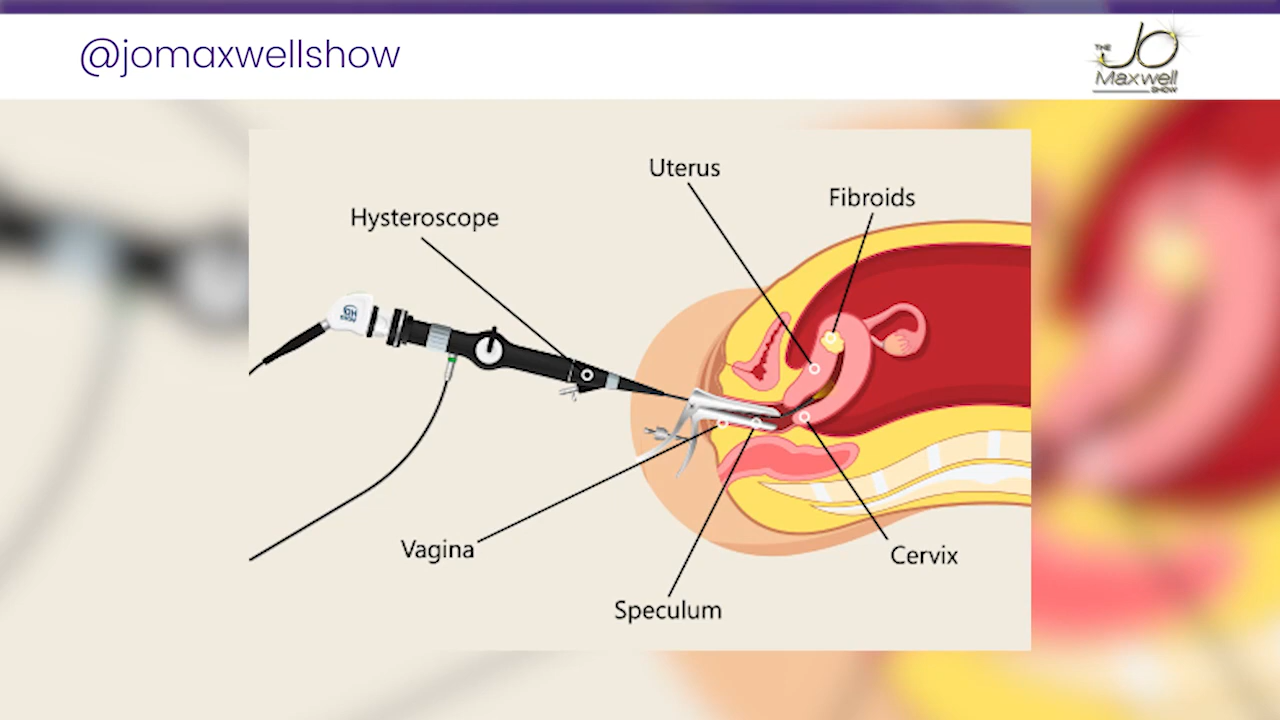 @jomaxwellshow
THE
Jo
Maxwell
SHOW
Uterus
Fibroids
Hysteroscope
Vagina
Cervix
Speculum